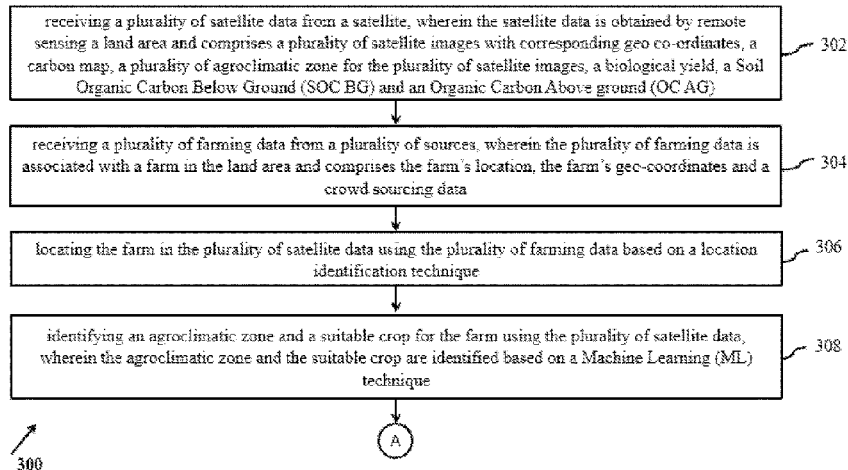 receiving a plurality of satellite data from a satellite, wherein the satellite data is obtained by remote
sensing a land area and comprises a plurality of satellite images with corresponding geo co-ordinates, a
carbon map, a plurality of agroclimatic zone for the plurality of satellite images, a biological yield, a Soil
Organic Carbon Below Ground (SOC BG) and an Organic Carbon Above ground (OC AG)
302
receiving a plurality of farming data from a plurality of sources, wherein the plurality of farming data is
associated with a farm in the land area and comprises the farm's location, the farm's geo-coordinates and a
crowd sourcing data
304
locating the farm in the plurality of satellite data using the plurality of farming data based on a location
identification technique
306
identifying an agroclimatic zone and a suitable crop for the farm using the plurality of satellite data,
wherein the agroclimatic zone and the suitable crop are identified based on a Machine Learning (ML)
technique
308
A
300